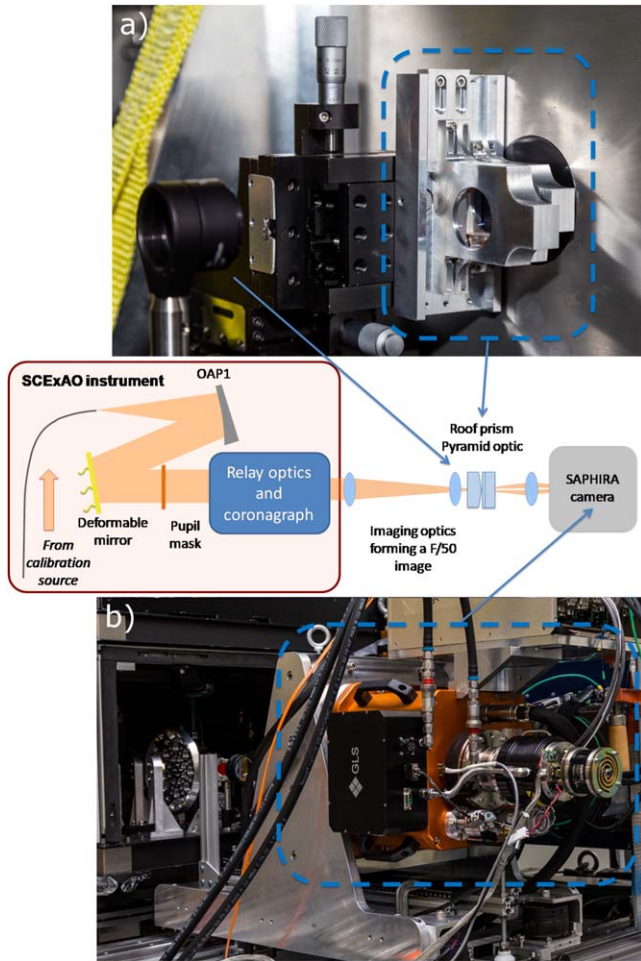 a)
SCExAO instrument
OAP1
Roof prism
Pyramid optic
Relay optics
and
coronagraph
SAPHIRA
camera
Deformable
mirror
Pupil
mask
From
calibration
source
Imaging optics
forming a F/50
image
b)
GLS